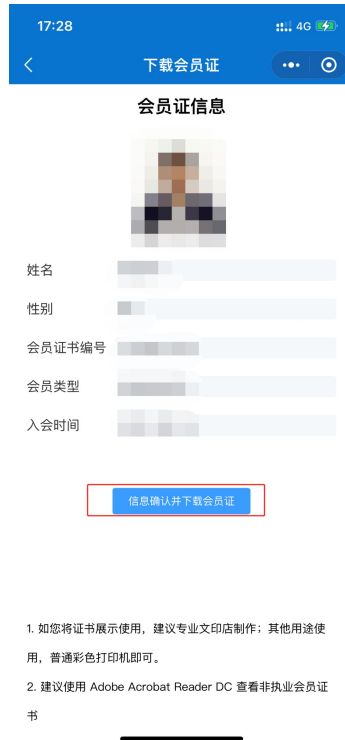 17:28
4G
下载会员证
会员证信息
姓名
性别
会员证书编号
会员类型
入会时间
信息确认并下载会员证
1. 如您将证书展示使用，建议专业文印店制作；其他用途使
用，普通彩色打印机即可。
2. 建议使用 Adobe Acrobat Reader DC 查看非执业会员证
书